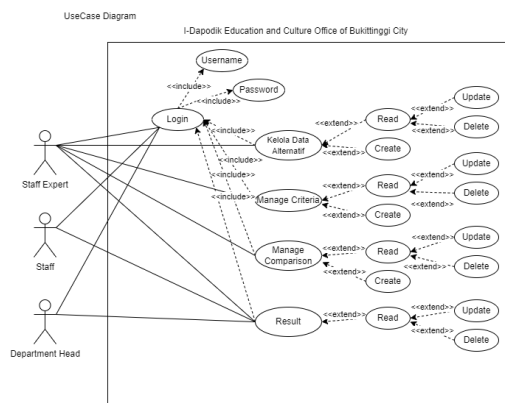 UseCase Diagram
I-Dapodik Education and Culture Office of Bukittinggi City
Username
<<include>>
Password
<<include>>
Login
Staff Expert
Staff
Department Head
<<include>>
<<include>>
<<include>>
<<include>>
Kelola Data
Alternatif
<<extend>>
Read
<<extend>>
Update
<<extend>>
Delete
<<extend>>
Create
Manage Criteria
<<extend>>
Read
<<extend>>
Update
<<extend>>
Delete
<<extend>>
Create
Manage
Comparison
<<extend>>
Read
<<extend>>
Update
<<extend>>
Delete
<<extend>>
Create
Result
<<extend>>
Read
<<extend>>
Update
<<extend>>
Delete